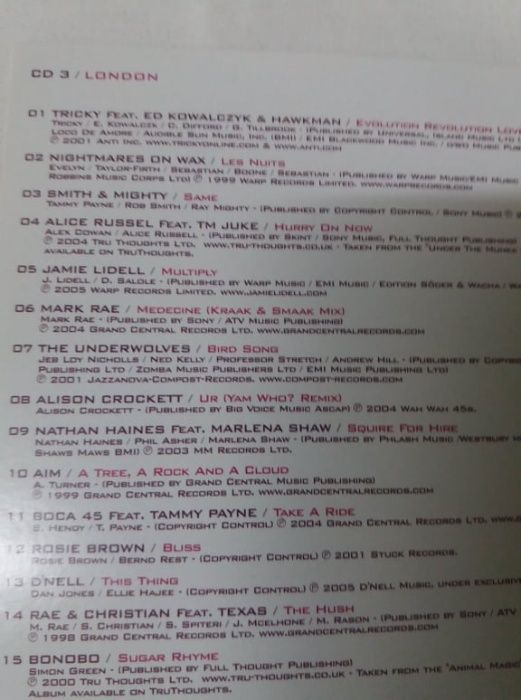 CD 3 / LONDON
01 TRICKY FEAT. ED KOWALCZYK & HAWKMAN / EVOLUTION REVOLUTION LOVE
TRICKY / E. KOWALCZK / C. DIFFORD / G. TILLBROOK / (PUBLISHED BY UNIVERSAL, ISLAND MUSIC LTD
LOCO DE AMORE / AUDIBLE SUN MUSIC, INC. (BMI) / EMI BLACKWOOD MUSIC INC. /
℗ 2001 ANTI INC. WWW.TRICKYONLINE.COM & WWW.ANTI.COM
02 NIGHTMARES ON WAX / LES NUITS
EVELYN / TAYLOR-FIRTH / SEBASTIAN / BOONE / SEBASTIAN - (PUBLISHED BY WARP MUSIC/EMI MUSIC
ROBBINS MUSIC CORPS LTD) ℗ 1999 WARP RECORDS LIMITED. WWW.WARPRECORDS.COM
03 SMITH & MIGHTY / SAME
TAMMY PAYNE / ROB SMITH / RAY MIGHTY - (PUBLISHED BY COPYRIGHT CONTROL / SONY MUSIC) ℗
04 ALICE RUSSEL FEAT. TM JUKE / HURRY ON NOW
ALEX COWAN / ALICE RUSSELL - (PUBLISHED BY SKINT / SONY MUSIC, FULL THOUGHT PUBLISHING)
℗ 2004 TRU THOUGHTS LTD. WWW.TRU-THOUGHTS.CO.UK - TAKEN FROM THE "UNDER THE MUNKA
AVAILABLE ON TRUTHOUGHTS.
05 JAMIE LIDELL / MULTIPLY
J. LIDELL / D. SALOLE - (PUBLISHED BY WARP MUSIC / EMI MUSIC / EDITION SÖGER & WACHA /
℗ 2005 WARP RECORDS LIMITED. WWW.JAMIELIDELL.COM
06 MARK RAE / MEDECINE (KRAAK & SMAAK MIX)
MARK RAE - (PUBLISHED BY SONY / ATV MUSIC PUBLISHING)
℗ 2004 GRAND CENTRAL RECORDS LTD. WWW.GRANDCENTRALRECORDS.COM
07 THE UNDERWOLVES / BIRD SONG
JEB LOY NICHOLLS / NED KELLY / PROFESSOR STRETCH / ANDREW HILL - (PUBLISHED BY
PUBLISHING LTD / ZOMBA MUSIC PUBLISHERS LTD / EMI MUSIC PUBLISHING LTD)
℗ 2001 JAZZANOVA-COMPOST-RECORDS. WWW.COMPOST-RECORDS.COM
08 ALISON CROCKETT / UR (YAM WHO? REMIX)
ALISON CROCKETT - (PUBLISHED BY BIG VOICE MUSIC ASCAP) ℗ 2004 WAH WAH 45S.
09 NATHAN HAINES FEAT. MARLENA SHAW / SQUIRE FOR HIRE
NATHAN HAINES / PHIL ASHER / MARLENA SHAW - (PUBLISHED BY PHLASH MUSIC /WESTBURY
SHAWS MAWS BMI) ℗ 2003 MM RECORDS LTD.
10 AIM / A TREE, A ROCK AND A CLOUD
A. TURNER - (PUBLISHED BY GRAND CENTRAL MUSIC PUBLISHING)
℗ 1999 GRAND CENTRAL RECORDS LTD. WWW.GRANDCENTRALRECORDS.COM
11 BOCA 45 FEAT. TAMMY PAYNE / TAKE A RIDE
S. HENDY / T. PAYNE - (COPYRIGHT CONTROL) ℗ 2004 GRAND CENTRAL RECORDS LTD.
12 ROSIE BROWN / BLISS
ROSIE BROWN / BERND REST - (COPYRIGHT CONTROL) ℗ 2001 STUCK RECORDS.
13 D'NELL / THIS THING
DAN JONES / ELLIE HAJEE - (COPYRIGHT CONTROL) ℗ 2005 D'NELL MUSIC, UNDER
14 RAE & CHRISTIAN FEAT. TEXAS / THE HUSH
M. RAE / S. CHRISTIAN / S. SPITERI / J. MCELHONE / M. RASON - (PUBLISHED BY SONY / ATV
℗ 1998 GRAND CENTRAL RECORDS LTD. WWW.GRANDCENTRALRECORDS.COM
15 BONOBO / SUGAR RHYME
SIMON GREEN - (PUBLISHED BY FULL THOUGHT PUBLISHING)
℗ 2000 TRU THOUGHTS LTD. WWW.TRU-THOUGHTS.CO.UK - TAKEN FROM THE "ANIMAL MAGIC
ALBUM AVAILABLE ON TRUTHOUGHTS.